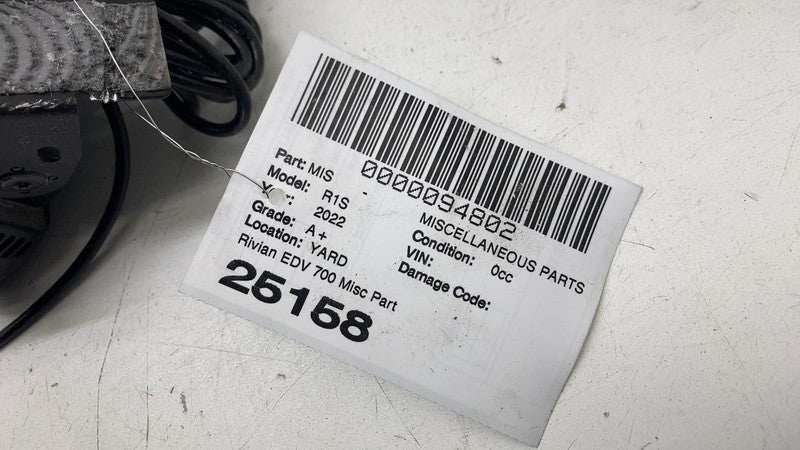 0000094802
Part: MIS - MISCELLANEOUS PARTS
Model: R1S Condition: 0cc
Year: 2022 VIN:
Grade: A+ Damage Code:
Location: YARD
Rivian EDV 700 Misc Part
25158